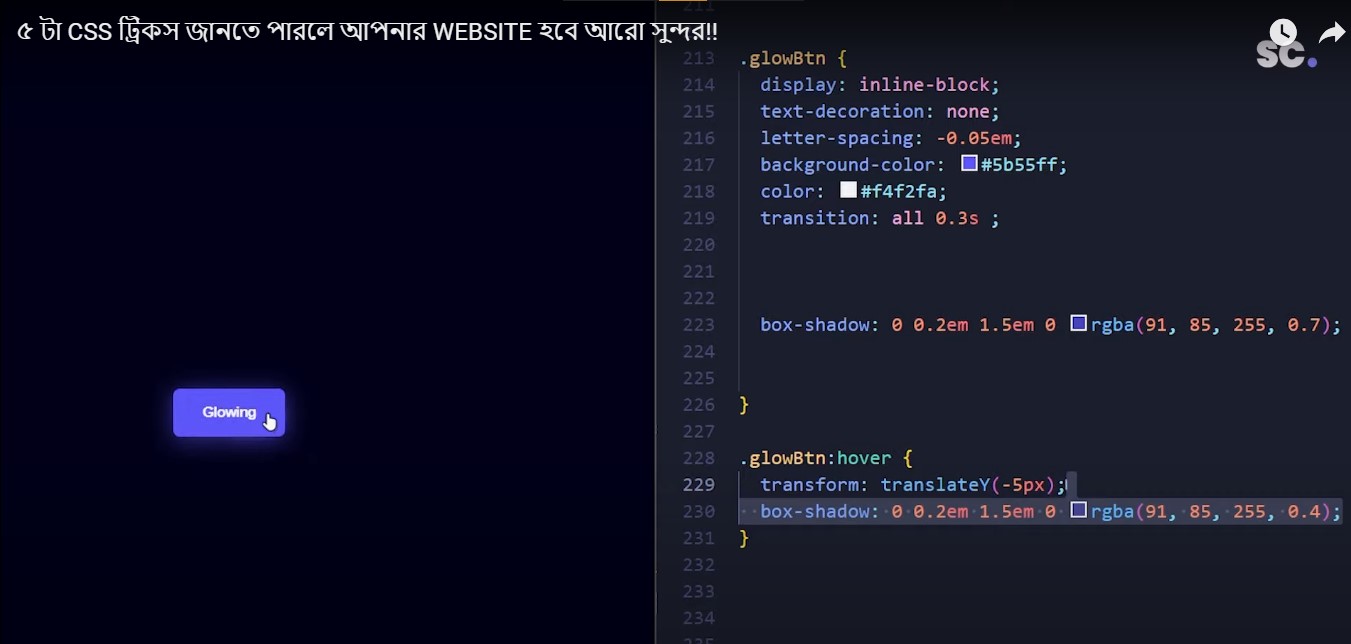 ৫ টা CSS ট্রিকস জানতে পারলে আপনার WEBSITE হবে আরো সুন্দর!!
sc.
Glowing
213 .glowBtn {
214 display: inline-block;
215 text-decoration: none;
216 letter-spacing: -0.05em;
217 background-color: #5b55ff;
218 color: #f4f2fa;
219 transition: all 0.3s ;
220
221
222
223 box-shadow: 0 0.2em 1.5em 0 rgba(91, 85, 255, 0.7);
224
225
226 }
227
228 .glowBtn:hover {
229 transform: translateY(-5px);
230 box-shadow: 0 0.2em 1.5em 0 rgba(91, 85, 255, 0.4);
231 }
232
233
234